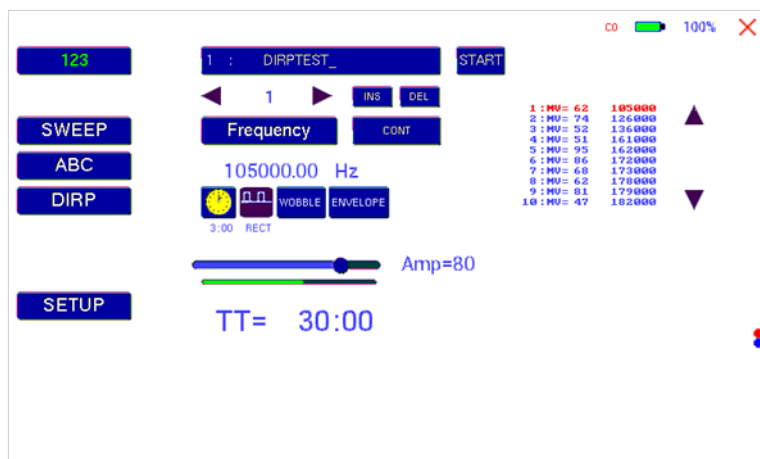 CO 100%
123
1 : DIRPTEST_ START
1 INS DEL
SWEEP
Frequency CONT
ABC
105000.00 Hz
DIRP
WOBBLE ENVELOPE
3:00 RECT
Amp=80
SETUP
TT= 30:00
1:MV= 62 105000
2:MV= 74 126000
3:MV= 52 136000
4:MV= 51 161000
5:MV= 95 162000
6:MV= 86 172000
7:MV= 68 173000
8:MV= 62 178000
9:MV= 81 179000
10:MV= 47 182000